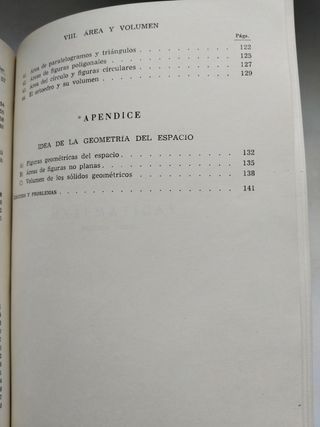 VIII. AREA Y VOLUMEN
Págs.
Area de paralelogramos y triángulos 122
Areas de figuras poligonales 125
Area del círculo y figuras circulares 127
El ortoedro y su volumen 129
APENDICE
IDEA DE LA GEOMETRIA DEL ESPACIO
Figuras geométricas del espacio 132
Areas de figuras no planas 135
C) Volumen de los sólidos geométricos 138
Y PROBLEMAS 141